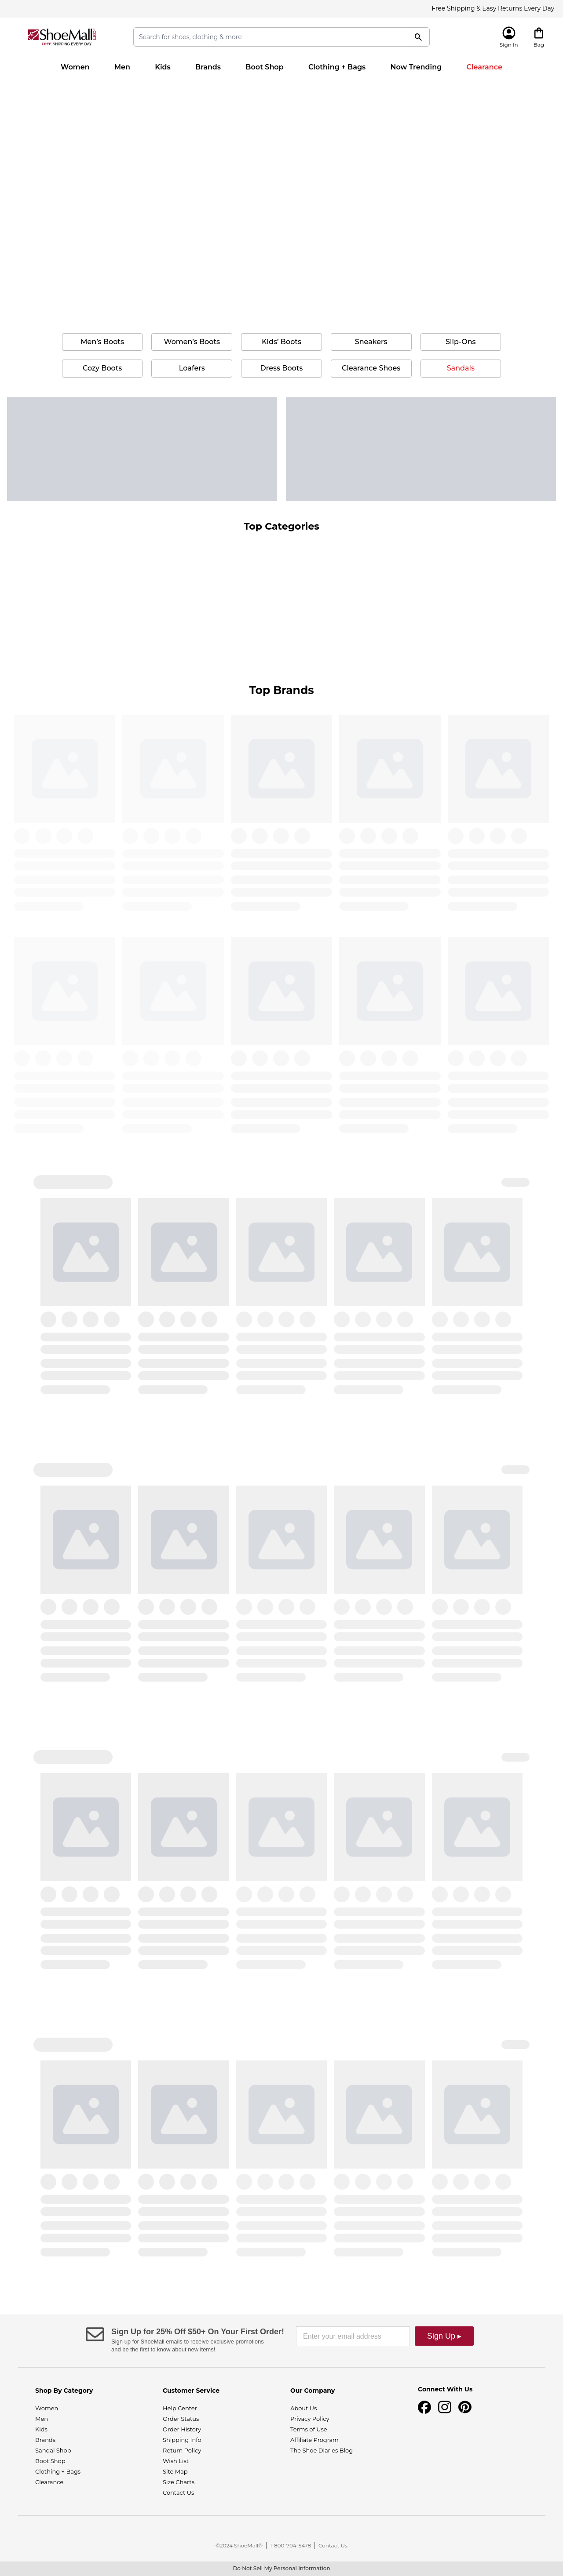 Free Shipping & Easy Returns Every Day
ShoeMall
FREE SHIPPING EVERY DAY
Search for shoes, clothing & more
Sign In
Bag
Women Men Kids Brands Boot Shop Clothing + Bags Now Trending Clearance
Men's Boots Women's Boots Kids' Boots Sneakers Slip-Ons
Cozy Boots Loafers Dress Boots Clearance Shoes Sandals
Top Categories
Top Brands
Sign Up for 25% Off $50+ On Your First Order!
Sign up for ShoeMall emails to receive exclusive promotions
and be the first to know about new items!
Enter your email address
Sign Up ▸
Shop By Category
Women
Men
Kids
Brands
Sandal Shop
Boot Shop
Clothing + Bags
Clearance
Customer Service
Help Center
Order Status
Order History
Shipping Info
Return Policy
Wish List
Site Map
Size Charts
Contact Us
Our Company
About Us
Privacy Policy
Terms of Use
Affiliate Program
The Shoe Diaries Blog
Connect With Us
©2024 ShoeMall® | 1-800-704-5478 | Contact Us
Do Not Sell My Personal Information